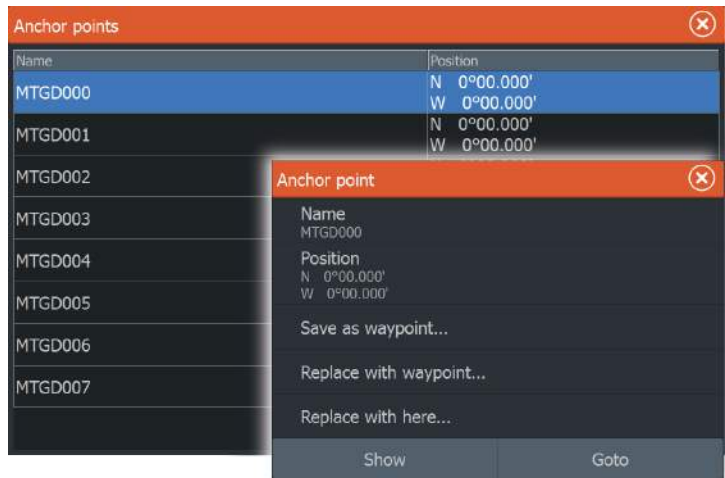 Anchor points
Name Position
MTGD000 N 0°00.000'
W 0°00.000'
MTGD001 N 0°00.000'
W 0°00.000'
MTGD002
MTGD003
MTGD004
MTGD005
MTGD006
MTGD007
Anchor point
Name
MTGD000
Position
N 0°00.000'
W 0°00.000'
Save as waypoint...
Replace with waypoint...
Replace with here...
Show Goto